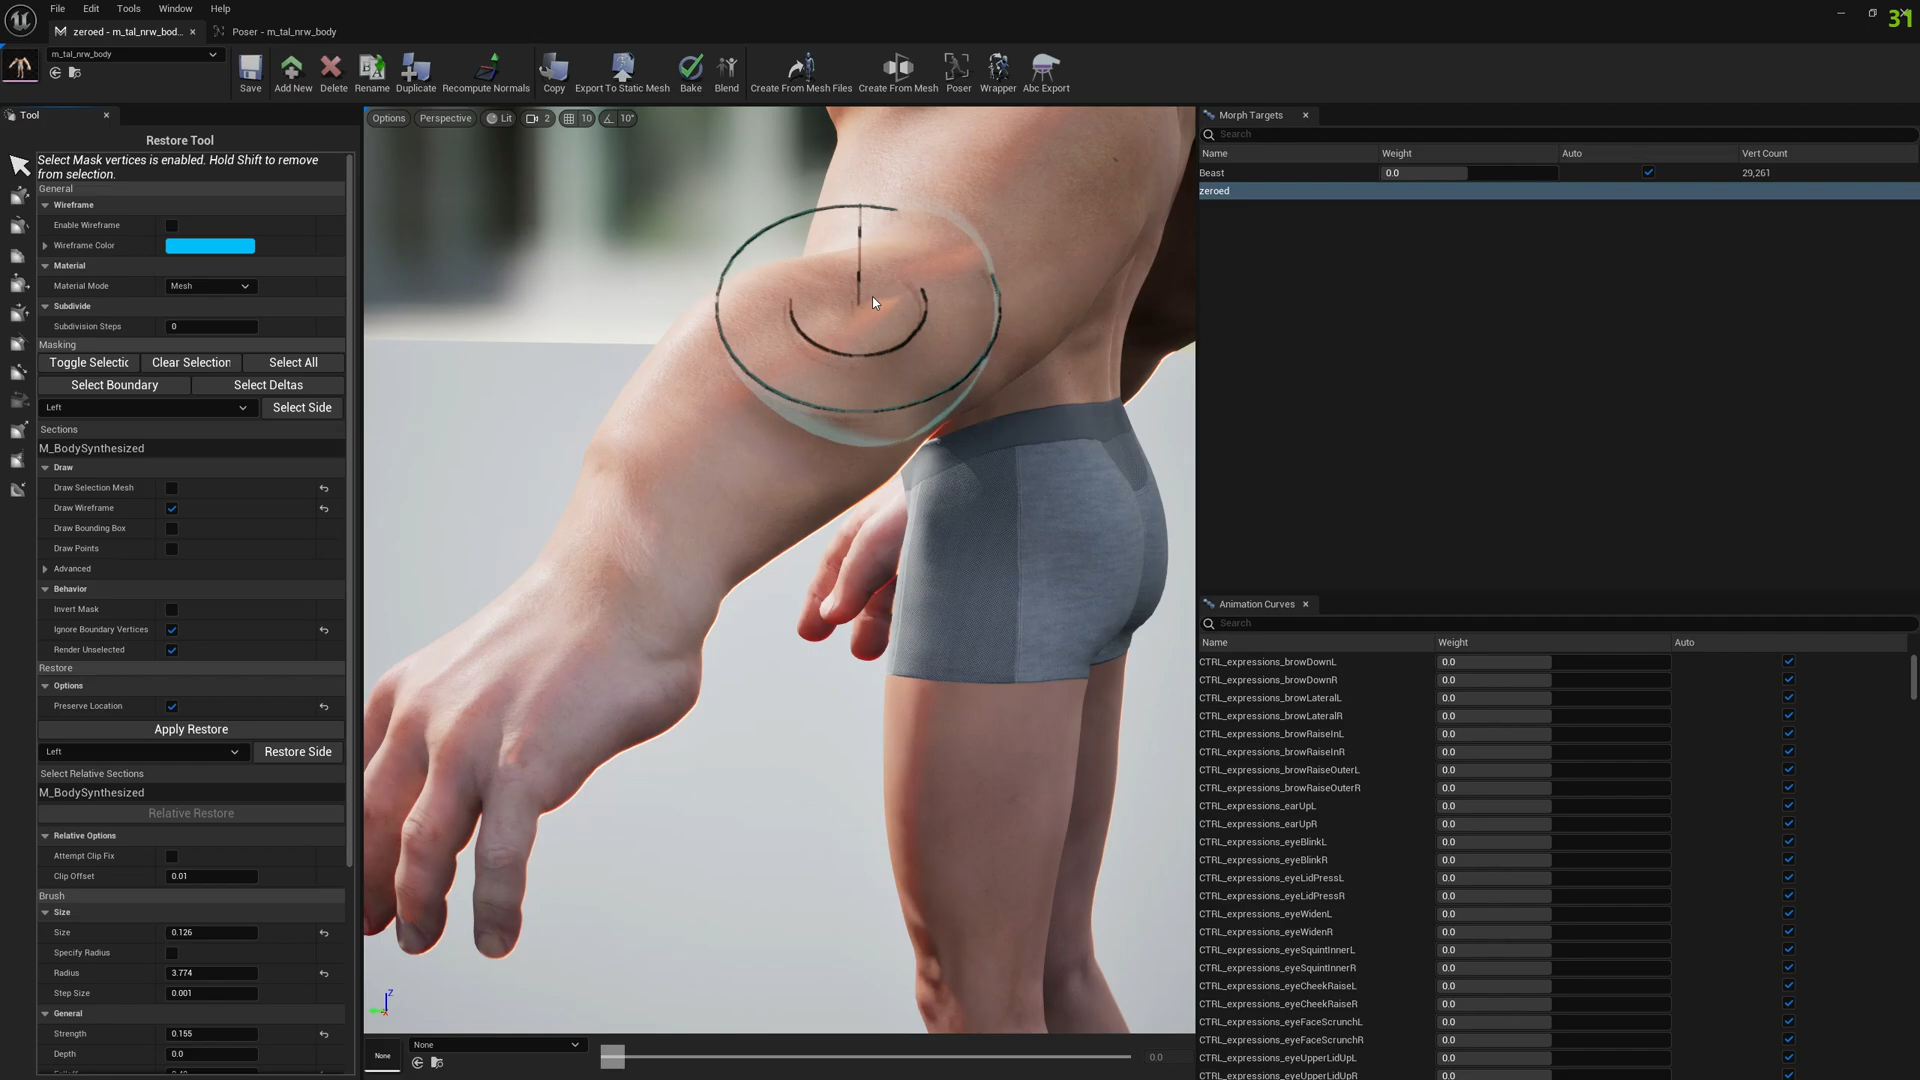 File Edit Tools Window Help
zeroed - m_tal_nrw_bod...
Poser - m_tal_nrw_body
31
m_tal_nrw_body
Save Add New Delete Rename Duplicate Recompute Normals Copy Export To Static Mesh Bake Blend Create From Mesh Files Create From Mesh Poser Wrapper Abc Export
Tool
Restore Tool
Select Mask vertices is enabled. Hold Shift to remove
from selection.
General
Wireframe
Enable Wireframe
Wireframe Color
Material
Material Mode Mesh
Subdivide
Subdivision Steps 0
Masking
Toggle Selectic Clear Selection Select All
Select Boundary Select Deltas
Left Select Side
Sections
M_BodySynthesized
Draw
Draw Selection Mesh
Draw Wireframe
Draw Bounding Box
Draw Points
Advanced
Behavior
Invert Mask
Ignore Boundary Vertices
Render Unselected
Restore
Options
Preserve Location
Apply Restore
Left Restore Side
Select Relative Sections
M_BodySynthesized
Relative Restore
Relative Options
Attempt Clip Fix
Clip Offset 0.01
Brush
Size
Size 0.126
Specify Radius
Radius 3.774
Step Size 0.001
General
Strength 0.155
Depth 0.0
Options Perspective Lit 2 10 10°
Z
None
None
0.0
Morph Targets
Search
Name Weight Auto Vert Count
Beast 0.0 29,261
zeroed
Animation Curves
Search
Name Weight Auto
CTRL_expressions_browDownL 0.0
CTRL_expressions_browDownR 0.0
CTRL_expressions_browLateralL 0.0
CTRL_expressions_browLateralR 0.0
CTRL_expressions_browRaiseInL 0.0
CTRL_expressions_browRaiseInR 0.0
CTRL_expressions_browRaiseOuterL 0.0
CTRL_expressions_browRaiseOuterR 0.0
CTRL_expressions_earUpL 0.0
CTRL_expressions_earUpR 0.0
CTRL_expressions_eyeBlinkL 0.0
CTRL_expressions_eyeBlinkR 0.0
CTRL_expressions_eyeLidPressL 0.0
CTRL_expressions_eyeLidPressR 0.0
CTRL_expressions_eyeWidenL 0.0
CTRL_expressions_eyeWidenR 0.0
CTRL_expressions_eyeSquintInnerL 0.0
CTRL_expressions_eyeSquintInnerR 0.0
CTRL_expressions_eyeCheekRaiseL 0.0
CTRL_expressions_eyeCheekRaiseR 0.0
CTRL_expressions_eyeFaceScrunchL 0.0
CTRL_expressions_eyeFaceScrunchR 0.0
CTRL_expressions_eyeUpperLidUpL 0.0
CTRL_expressions_eyeUpperLidUpR 0.0